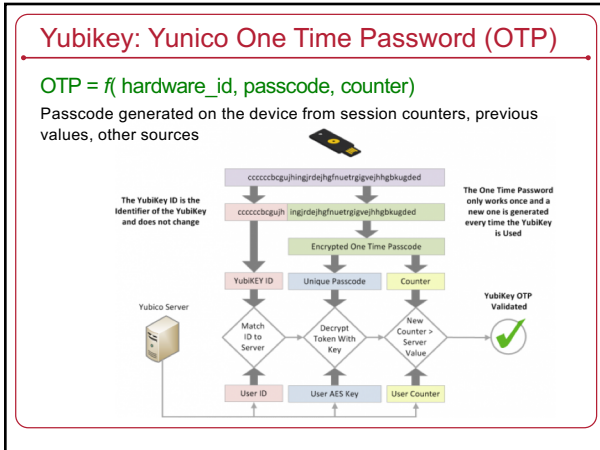 Yubikey: Yunico One Time Password (OTP)
OTP = f( hardware_id, passcode, counter)
Passcode generated on the device from session counters, previous
values, other sources
ccccccbcgujhingjrdejhgfnuetrgigvejhhgbkugded
The YubiKey ID is the
Identifier of the YubiKey
and does not change
ccccccbcgujh
ingjrdejhgfnuetrgigvejhhgbkugded
The One Time Password
only works once and a
new one is generated
every time the YubiKey
is Used
Encrypted One Time Passcode
YubiKEY ID
Unique Passcode
Counter
YubiKey OTP
Validated
Yubico Server
Match
ID to
Server
Decrypt
Token With
Key
New
Counter >
Server
Value
User ID
User AES Key
User Counter